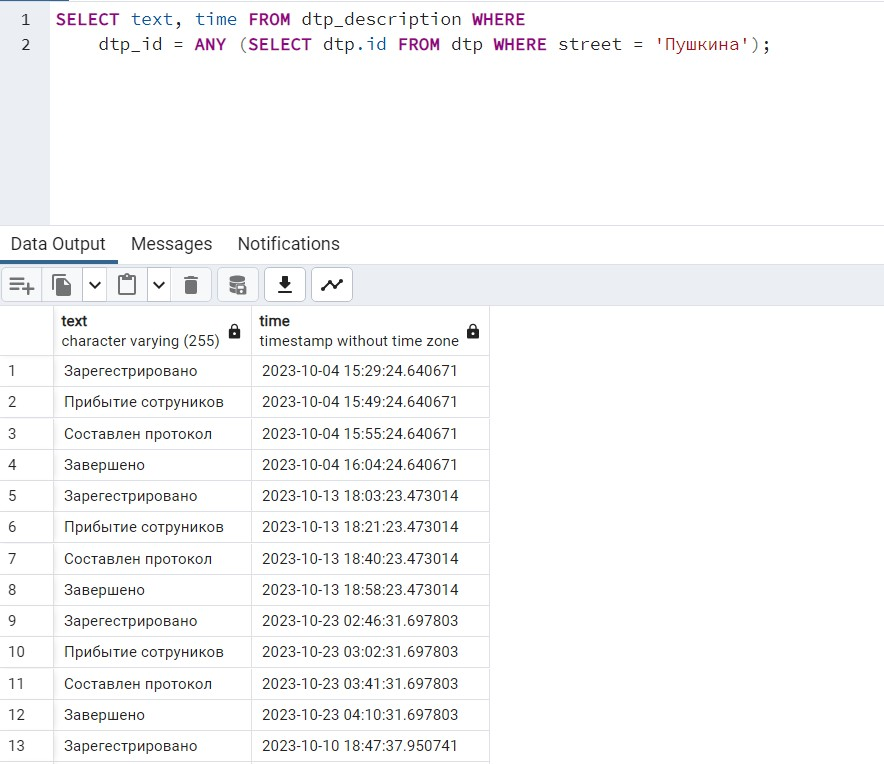 1 SELECT text, time FROM dtp_description WHERE
2 dtp_id = ANY (SELECT dtp.id FROM dtp WHERE street = 'Пушкина');
Data Output Messages Notifications
text time
character varying (255) timestamp without time zone
1 Зарегестрировано 2023-10-04 15:29:24.640671
2 Прибытие сотруников 2023-10-04 15:49:24.640671
3 Составлен протокол 2023-10-04 15:55:24.640671
4 Завершено 2023-10-04 16:04:24.640671
5 Зарегестрировано 2023-10-13 18:03:23.473014
6 Прибытие сотруников 2023-10-13 18:21:23.473014
7 Составлен протокол 2023-10-13 18:40:23.473014
8 Завершено 2023-10-13 18:58:23.473014
9 Зарегестрировано 2023-10-23 02:46:31.697803
10 Прибытие сотруников 2023-10-23 03:02:31.697803
11 Составлен протокол 2023-10-23 03:41:31.697803
12 Завершено 2023-10-23 04:10:31.697803
13 Зарегестрировано 2023-10-10 18:47:37.950741